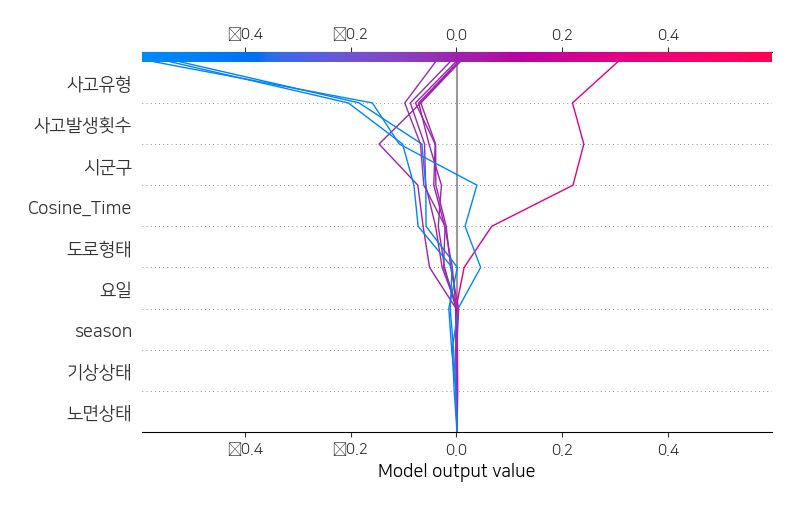 0.4 0.2 0.0 0.2 0.4
사고유형
사고발생횟수
시군구
Cosine_Time
도로형태
요일
season
기상상태
노면상태
0.4 0.2 0.0 0.2 0.4
Model output value